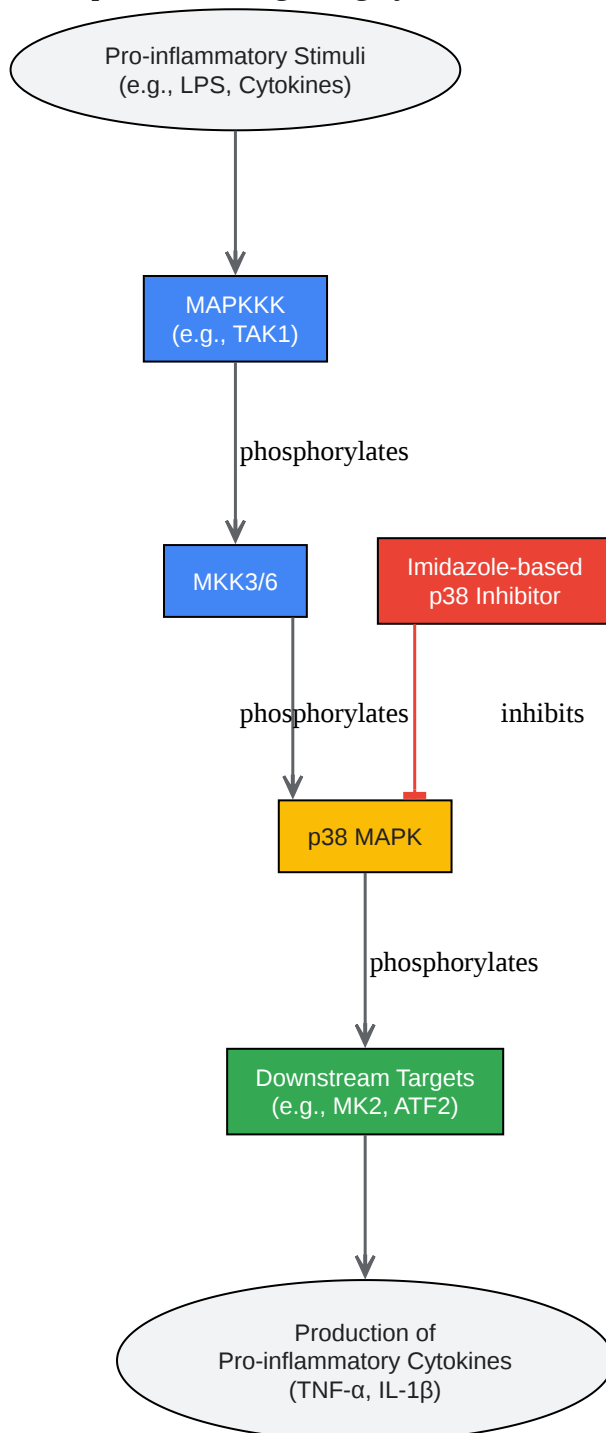 Pro-inflammatory Stimuli
(e.g., LPS, Cytokines)
MAPKKK
(e.g., TAK1)
phosphorylates
MKK3/6
Imidazole-based
p38 Inhibitor
phosphorylates
inhibits
p38 MAPK
phosphorylates
Downstream Targets
(e.g., MK2, ATF2)
Production of
Pro-inflammatory Cytokines
(TNF-α, IL-1β)